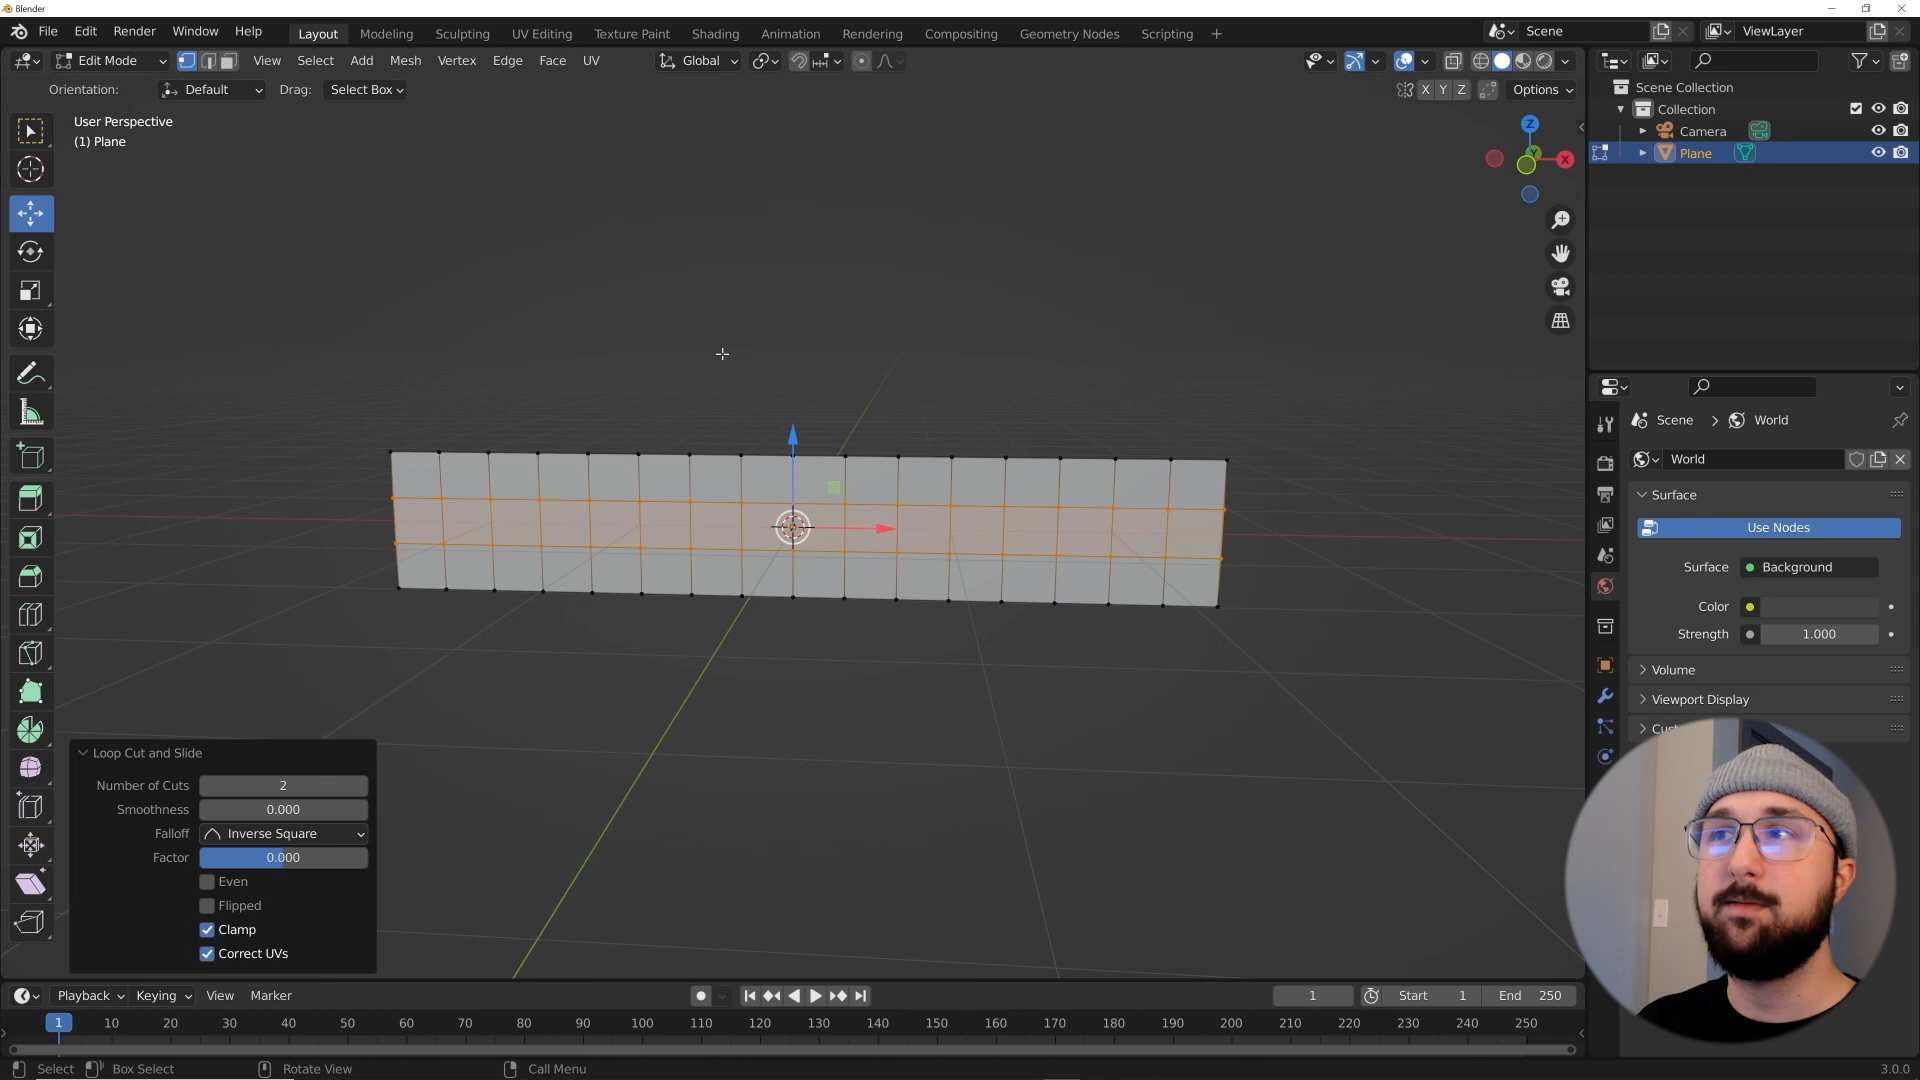 Blender
File Edit Render Window Help Layout Modeling Sculpting UV Editing Texture Paint Shading Animation Rendering Compositing Geometry Nodes Scripting + Scene ViewLayer
Edit Mode View Select Add Mesh Vertex Edge Face UV Global
Orientation: Default Drag: Select Box X Y Z Options
User Perspective
(1) Plane
Z
X
Scene Collection
Collection
Camera
Plane
Scene > World
World
Surface
Use Nodes
Surface Background
Color
Strength 1.000
Volume
Viewport Display
Loop Cut and Slide
Number of Cuts 2
Smoothness 0.000
Falloff Inverse Square
Factor 0.000
Even
Flipped
Clamp
Correct UVs
Playback Keying View Marker 1 Start 1 End 250
1 10 20 30 40 50 60 70 80 90 100 110 120 130 140 150 160 170 180 190 200 210 220 230 240 250
Select Box Select Rotate View Call Menu 3.0.0